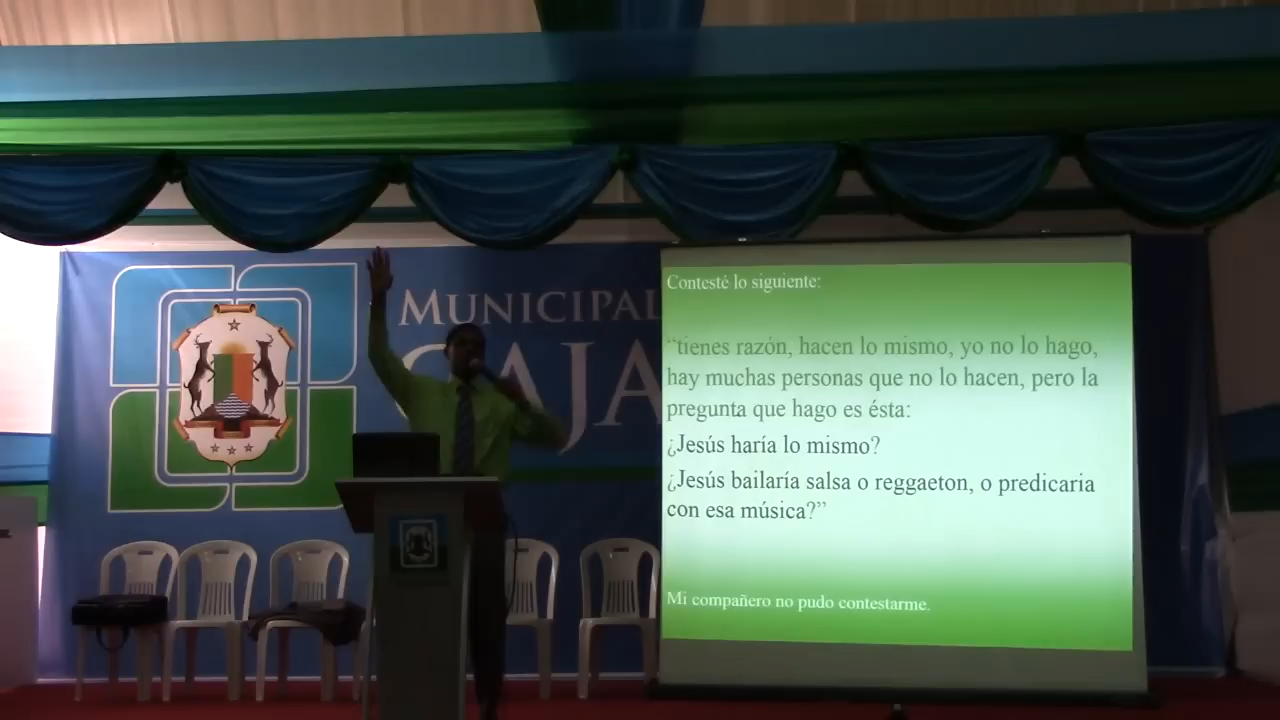 MUNICIPAL
CAJA
Contesté lo siguiente:
“tienes razón, hacen lo mismo, yo no lo hago,
hay muchas personas que no lo hacen, pero la
pregunta que hago es ésta:
¿Jesús haría lo mismo?
¿Jesús bailaría salsa o reggaeton, o predicaria
con esa música?”
Mi compañero no pudo contestarme.